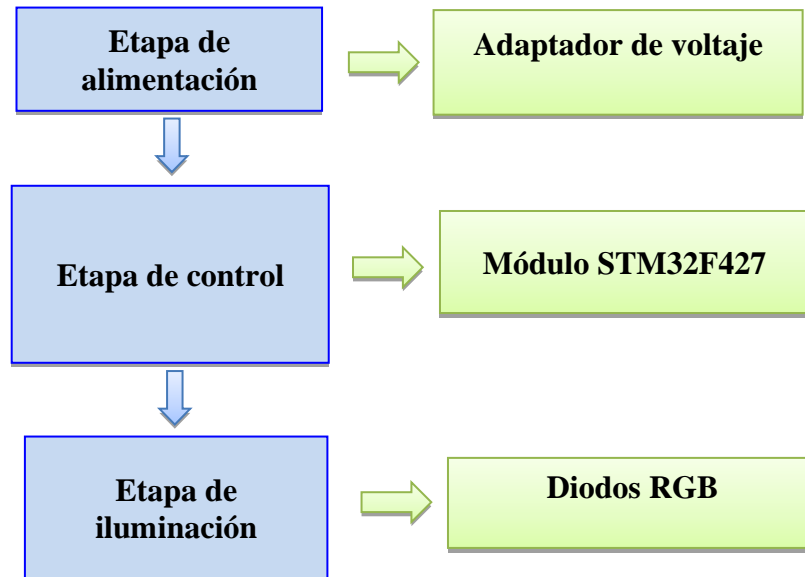 Etapa de
alimentación
Adaptador de voltaje
Etapa de control
Módulo STM32F427
Etapa de
iluminación
Diodos RGB